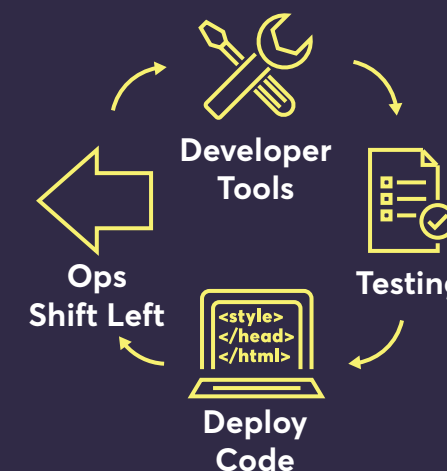 Developer
Tools
Testing
Ops
Shift Left
<style>
</head>
</html>
Deploy
Code